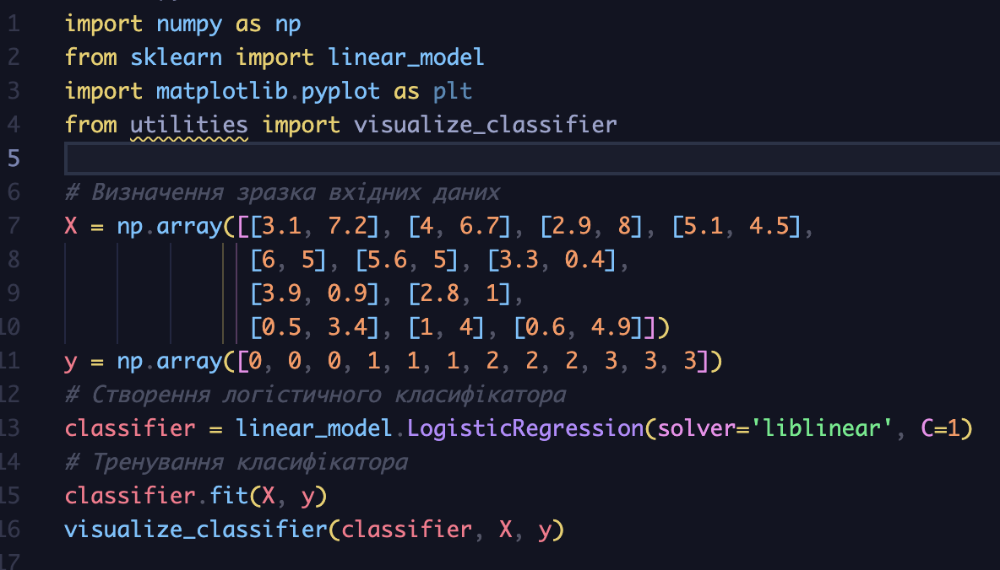 1 import numpy as np
2 from sklearn import linear_model
3 import matplotlib.pyplot as plt
4 from utilities import visualize_classifier
5
6 # Визначення зразка вхідних даних
7 X = np.array([[3.1, 7.2], [4, 6.7], [2.9, 8], [5.1, 4.5],
8 [6, 5], [5.6, 5], [3.3, 0.4],
9 [3.9, 0.9], [2.8, 1],
10 [0.5, 3.4], [1, 4], [0.6, 4.9]])
11 y = np.array([0, 0, 0, 1, 1, 1, 2, 2, 2, 3, 3, 3])
12 # Створення логістичного класифікатора
13 classifier = linear_model.LogisticRegression(solver='liblinear', C=1)
14 # Тренування класифікатора
15 classifier.fit(X, y)
16 visualize_classifier(classifier, X, y)
17